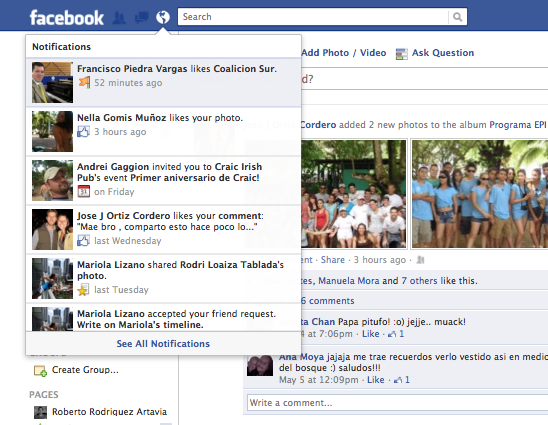 facebook
Search
Notifications
Francisco Piedra Vargas likes Coalicion Sur.
52 minutes ago
Nella Gomis Muñoz likes your photo.
3 hours ago
Andrei Gaggion invited you to Craic Irish
Pub's event Primer aniversario de Craic!
31
on Friday
Jose J Ortiz Cordero likes your comment:
"Mae bro , comparto esto hace poco lo..."
last Wednesday
Mariola Lizano shared Rodri Loaiza Tablada's
photo.
last Tuesday
Mariola Lizano accepted your friend request.
Write on Mariola's timeline.
See All Notifications
Create Group...
PAGES
Roberto Rodriguez Artavia
Add Photo / Video
Ask Question
d?
Cordero added 2 new photos to the album Programa EPI
ent · Share · 3 hours ago ·
tes, Manuela Mora and 7 others like this.
6 comments
ta Chan Papa pitufo! :o) jejje.. muack!
4 at 7:06pm · Like · 1
Ana Moya jajaja me trae recuerdos verlo vestido asi en medio
del bosque :) saludos!!!
May 5 at 12:09pm · Like · 1
Write a comment...